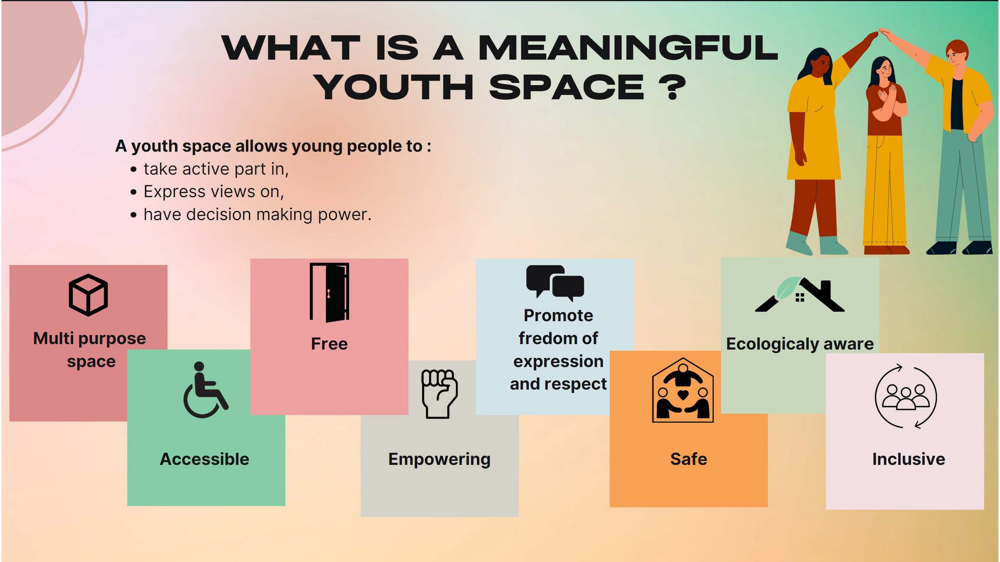 WHAT IS A MEANINGFUL
YOUTH SPACE ?
A youth space allows young people to :
• take active part in,
• Express views on,
• have decision making power.
Multi purpose
space
Accessible
Free
Empowering
Promote
fredom of
expression
and respect
Safe
Ecologicaly aware
Inclusive